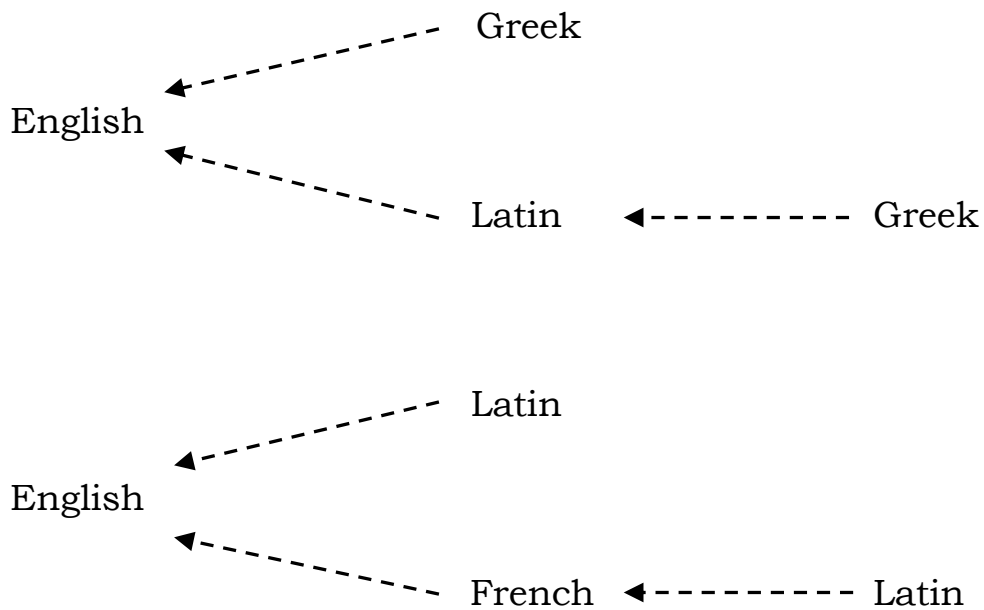 Greek
English
Latin Greek
Latin
English
French Latin